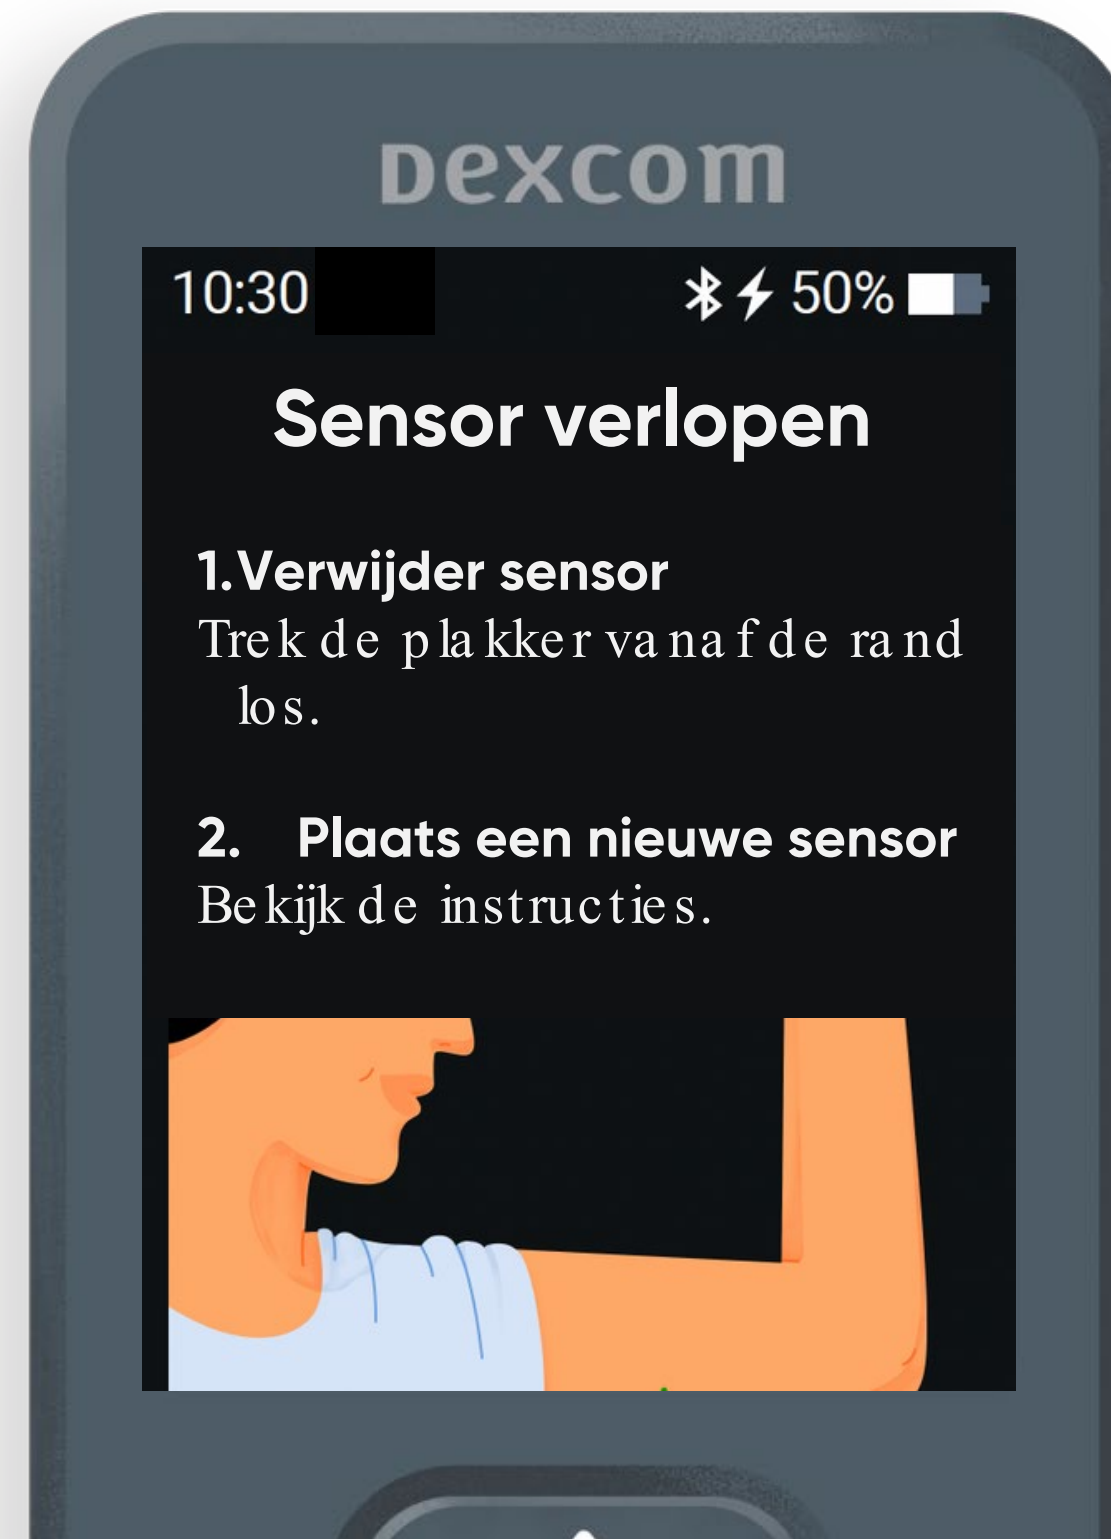 Dexcom
10:30 50%
Sensor verlopen
1. Verwijder sensor
Trek de plakker vanaf de rand
los.
2. Plaats een nieuwe sensor
Bekijk de instructies.